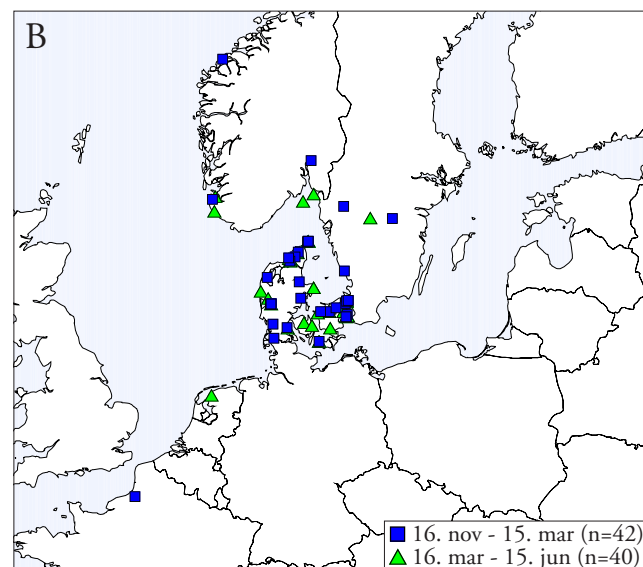 B
16. nov - 15. mar (n=42)
16. mar - 15. jun (n=40)